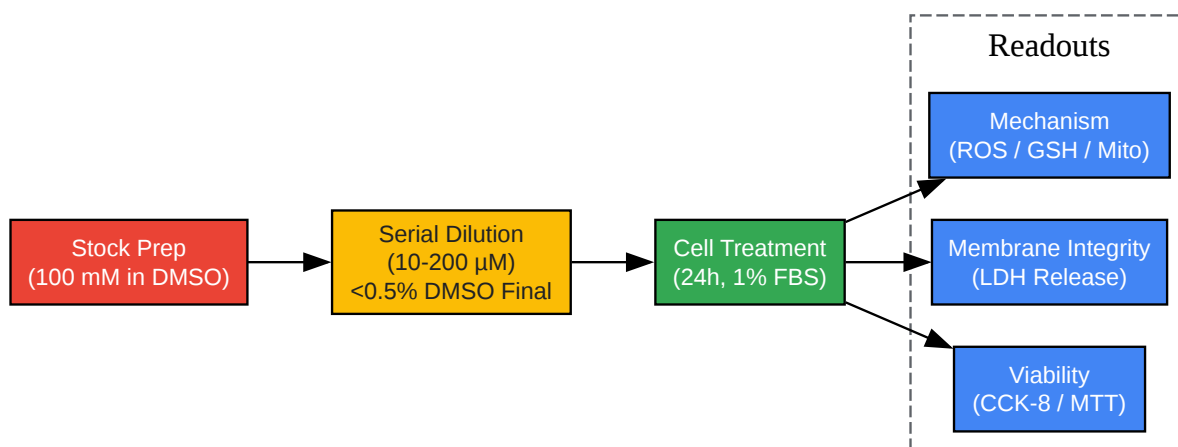 Readouts
Mechanism
(ROS / GSH / Mito)
Stock Prep
(100 mM in DMSO)
Serial Dilution
(10-200 µM)
<0.5% DMSO Final
Cell Treatment
(24h, 1% FBS)
Membrane Integrity
(LDH Release)
Viability
(CCK-8 / MTT)